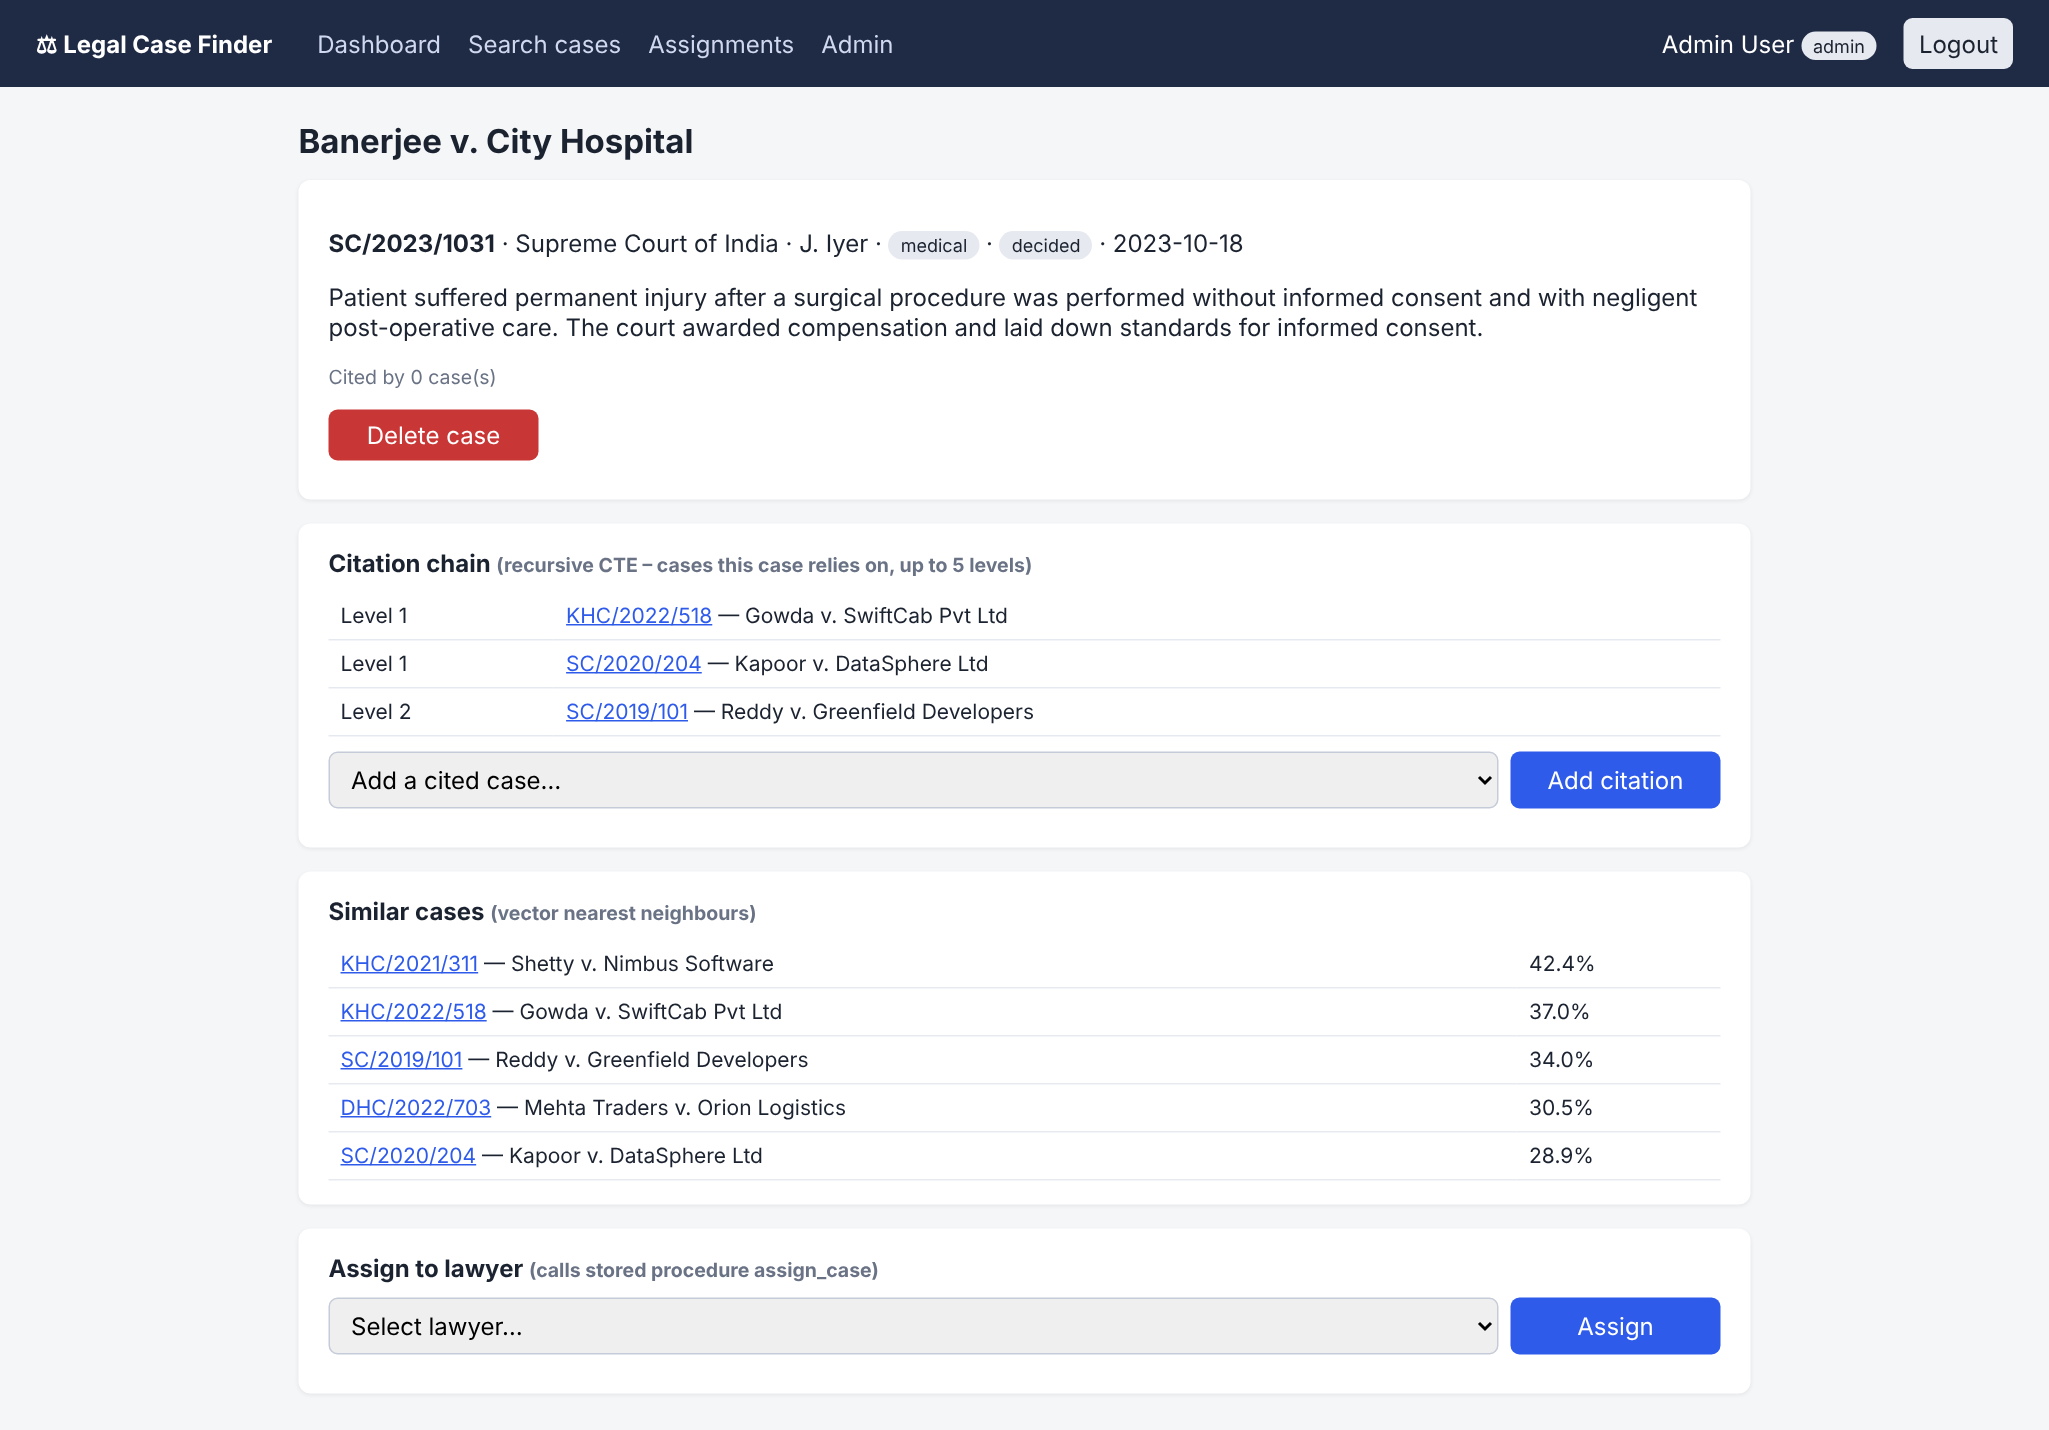 ⚖ Legal Case Finder Dashboard Search cases Assignments Admin Admin User admin Logout
Banerjee v. City Hospital
SC/2023/1031 · Supreme Court of India · J. Iyer · medical · decided · 2023-10-18
Patient suffered permanent injury after a surgical procedure was performed without informed consent and with negligent
post-operative care. The court awarded compensation and laid down standards for informed consent.
Cited by 0 case(s)
Delete case
Citation chain (recursive CTE – cases this case relies on, up to 5 levels)
Level 1 KHC/2022/518 — Gowda v. SwiftCab Pvt Ltd
Level 1 SC/2020/204 — Kapoor v. DataSphere Ltd
Level 2 SC/2019/101 — Reddy v. Greenfield Developers
Add a cited case... Add citation
Similar cases (vector nearest neighbours)
KHC/2021/311 — Shetty v. Nimbus Software 42.4%
KHC/2022/518 — Gowda v. SwiftCab Pvt Ltd 37.0%
SC/2019/101 — Reddy v. Greenfield Developers 34.0%
DHC/2022/703 — Mehta Traders v. Orion Logistics 30.5%
SC/2020/204 — Kapoor v. DataSphere Ltd 28.9%
Assign to lawyer (calls stored procedure assign_case)
Select lawyer... Assign